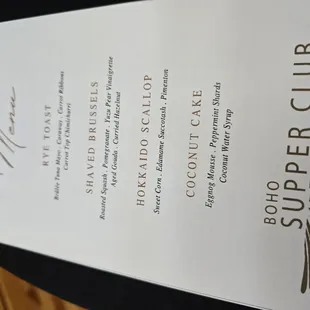 Menu
RYE TOAST
Brûlée Tuna Mayo . Caraway . Carrot Ribbons
Carrot Top Chimichurri
SHAVED BRUSSELS
Roasted Squash . Pomegranate . Yuzu Pear Vinaigrette
Aged Gouda . Curried Hazelnut
HOKKAIDO SCALLOP
Sweet Corn . Edamame Succotash . Pimenton
COCONUT CAKE
Eggnog Mousse . Peppermint Shards
Coconut Water Syrup
BOHO
SUPPER CLUB